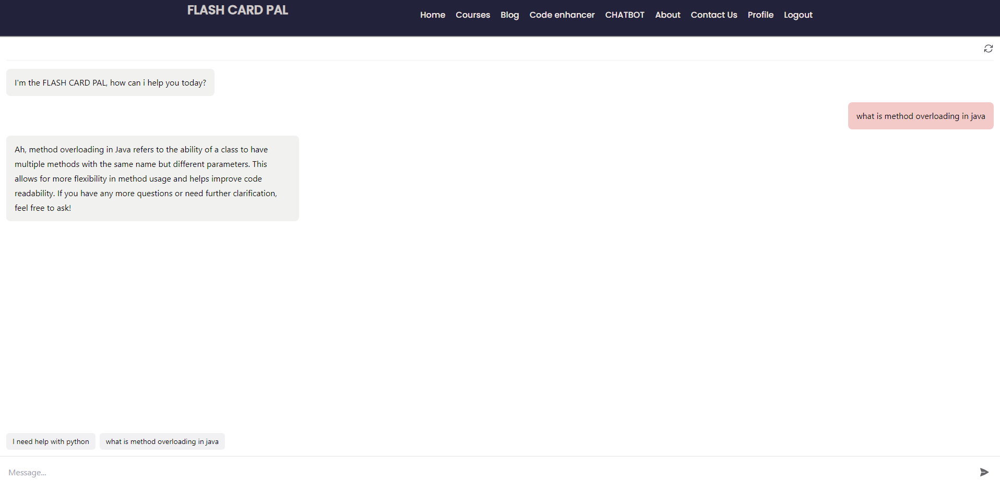 FLASH CARD PAL
Home Courses Blog Code enhancer CHATBOT About Contact Us Profile Logout
I'm the FLASH CARD PAL, how can i help you today?
what is method overloading in java
Ah, method overloading in Java refers to the ability of a class to have
multiple methods with the same name but different parameters. This
allows for more flexibility in method usage and helps improve code
readability. If you have any more questions or need further clarification,
feel free to ask!
I need help with python
what is method overloading in java
Message...